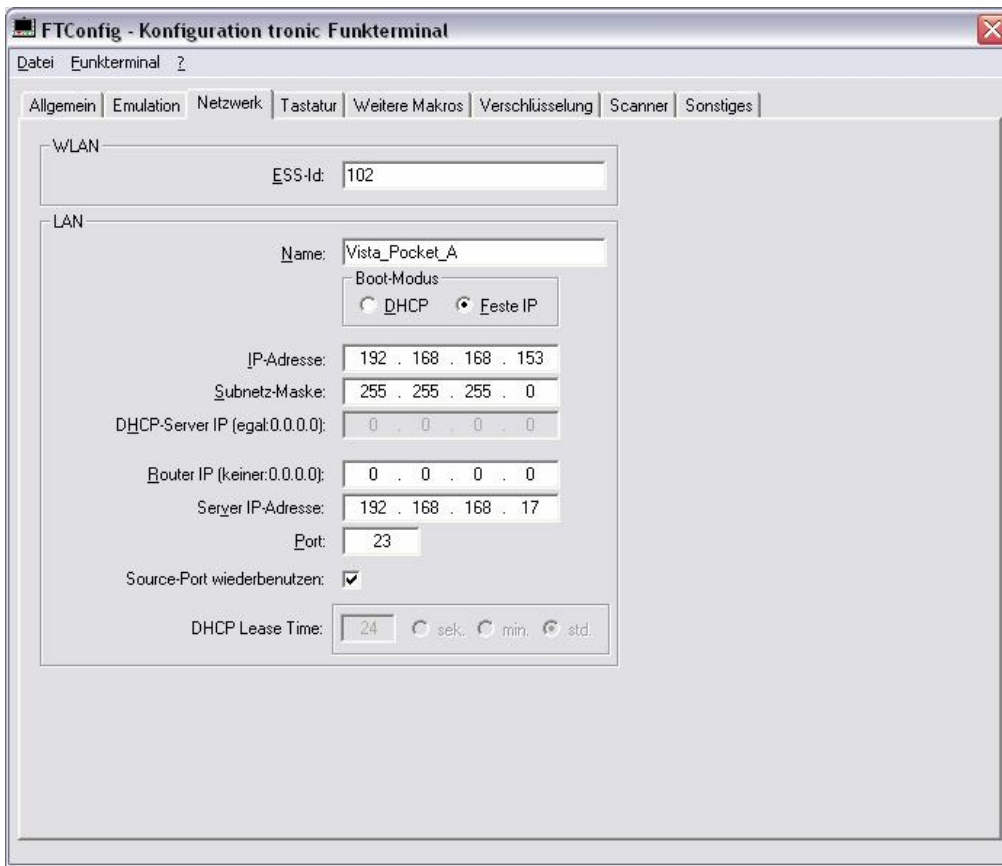 FTConfig - Konfiguration tronic Funkterminal
Datei Funkterminal ?
Allgemein Emulation Netzwerk Tastatur Weitere Makros Verschlüsselung Scanner Sonstiges
WLAN
ESS-Id: 102
LAN
Name: Vista_Pocket_A
Boot-Modus
DHCP Feste IP
IP-Adresse: 192 . 168 . 168 . 153
Subnetz-Maske: 255 . 255 . 255 . 0
DHCP-Server IP (egal:0.0.0.0): 0 . 0 . 0 . 0
Router IP (keiner:0.0.0.0): 0 . 0 . 0 . 0
Server IP-Adresse: 192 . 168 . 168 . 17
Port: 23
Source-Port wiederbenutzen:
DHCP Lease Time: 24 sek. min. std.